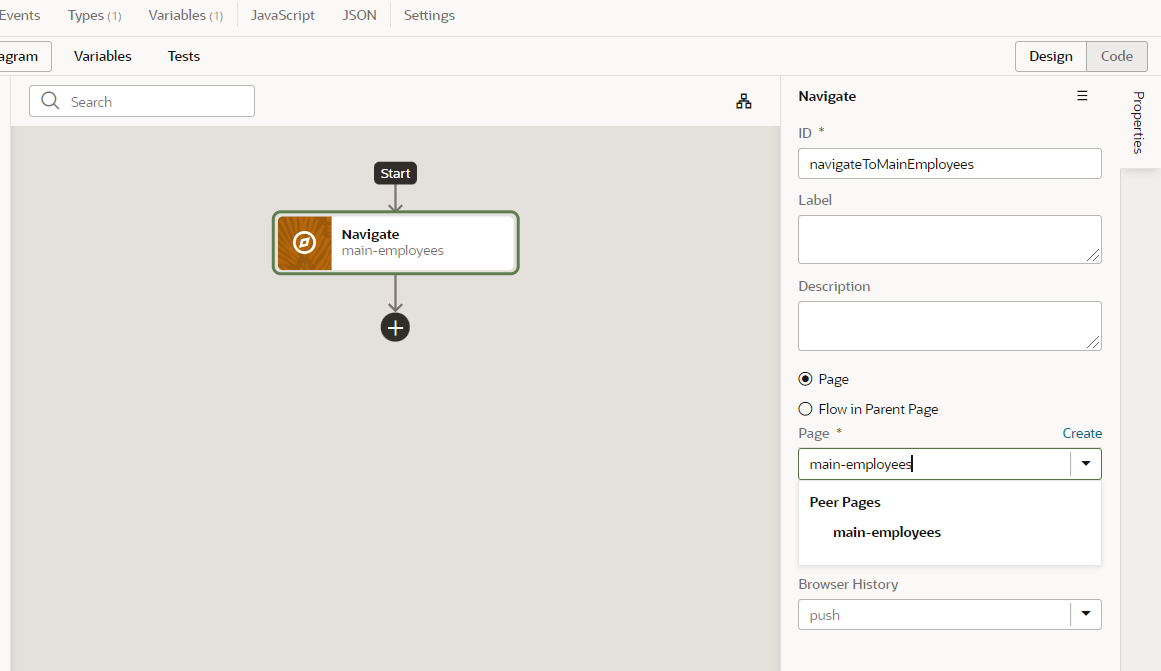 Events Types (1) Variables (1) JavaScript JSON Settings
agram Variables Tests Design Code
Search
Start
Navigate
main-employees
Navigate
ID *
navigateToMainEmployees
Label
Description
Page
Flow in Parent Page
Page * Create
main-employees
Peer Pages
main-employees
Browser History
push
Properties